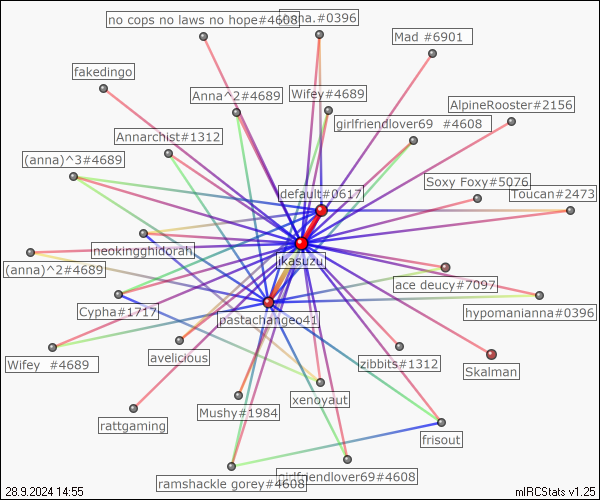 no cops no laws no hope#4608
Anna.#0396
Mad #6901
fakedingo
Anna^2#4689
Wifey#4689
AlpineRooster#2156
Annarchist#1312
girlfriendlover69 #4608
(anna)^3#4689
default#0617
Soxy Foxy#5076
Toucan#2473
neokingghidorah
ikasuzu
(anna)^2#4689
ace deucy#7097
Cypha#1717
pastachangeo41
hypomanianna#0396
Wifey #4689
avelicious
zibbits#1312
Skalman
rattgaming
Mushy#1984
xenoyaut
frisout
ramshackle gorey#4608
girlfriendlover69#4608
28.9.2024 14:55
mIRCStats v1.25